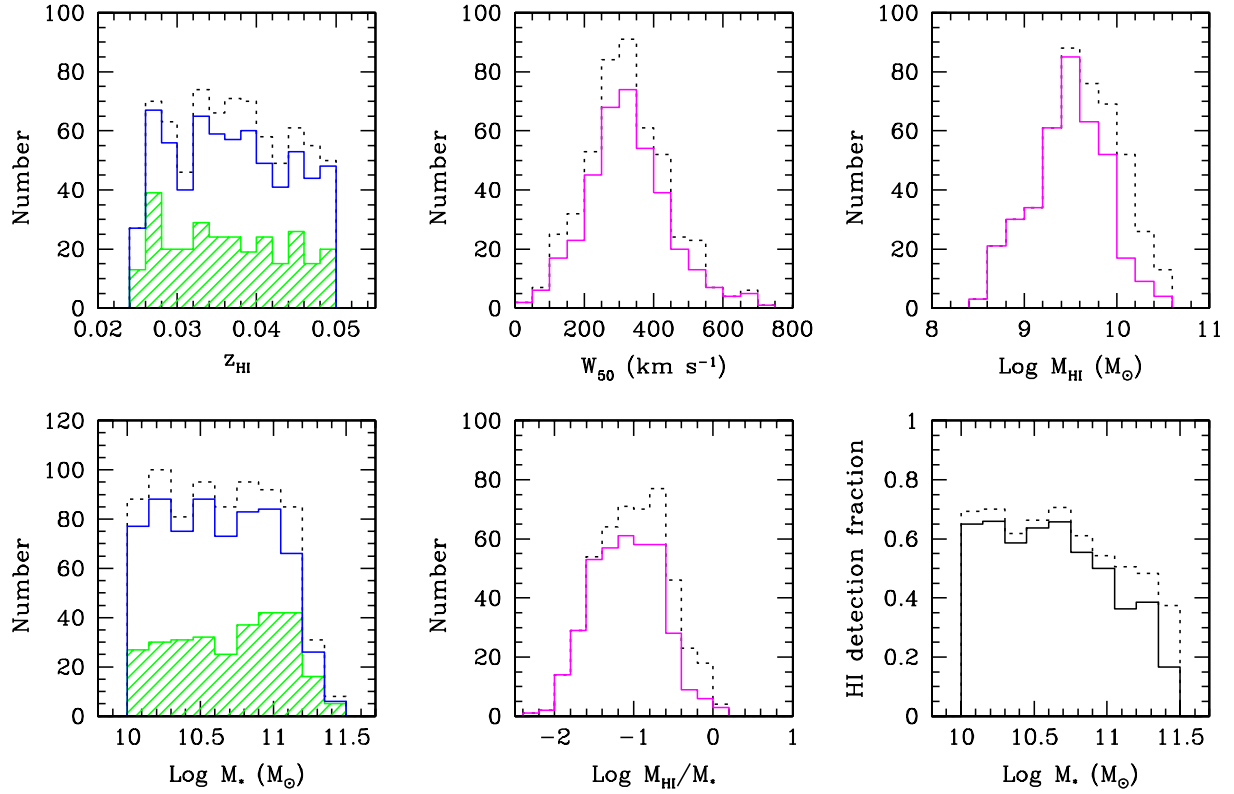 100
80
60
40
20
0
Number
0.02 0.03 0.04 0.05
z_HI
100
80
60
40
20
0
Number
0 200 400 600 800
W_50 (km s⁻¹)
100
80
60
40
20
0
Number
8 9 10 11
Log M_HI (M_⊙)
120
100
80
60
40
20
0
Number
10 10.5 11 11.5
Log M_* (M_⊙)
100
80
60
40
20
0
Number
−2 −1 0 1
Log M_HI/M_*
1
0.8
0.6
0.4
0.2
0
HI detection fraction
10 10.5 11 11.5
Log M_* (M_⊙)